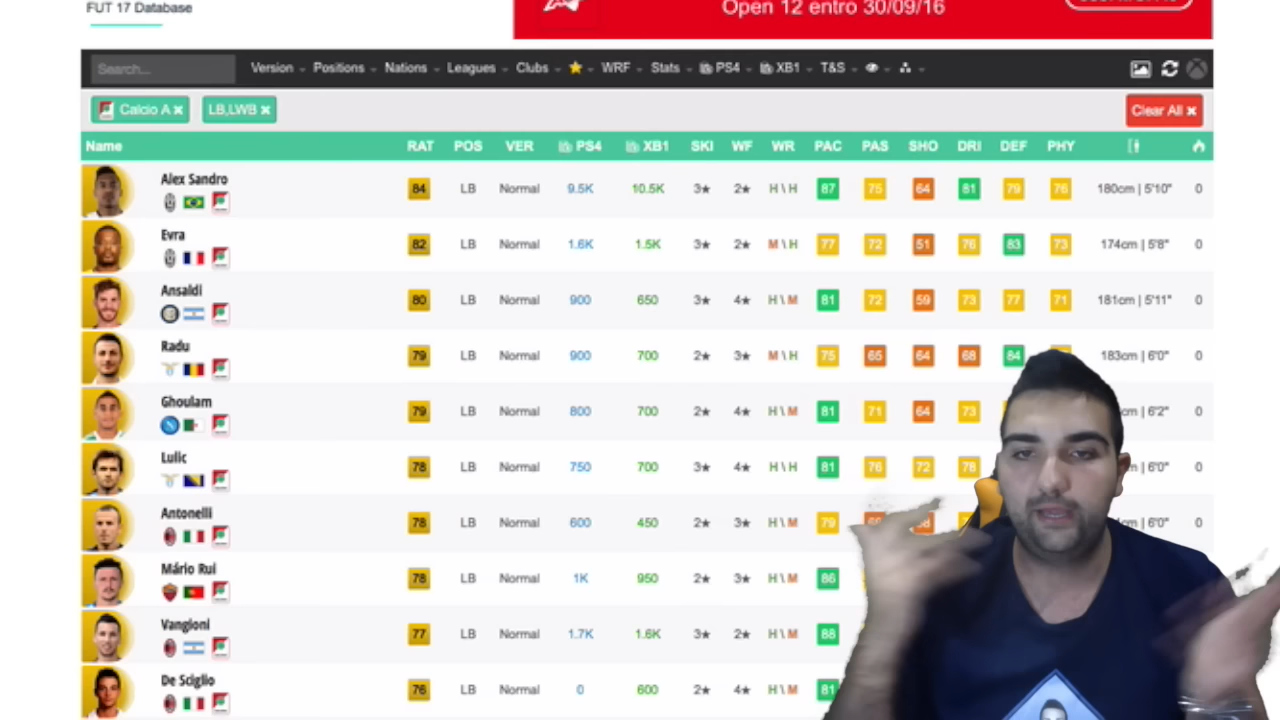 FUT 17 Database
Open 12 entro 30/09/16
Search... Version Positions Nations Leagues Clubs WRF Stats PS4 XB1 T&S
Calcio A LB,LWB Clear All
Name RAT POS VER PS4 XB1 SKI WF WR PAC PAS SHO DRI DEF PHY
Alex Sandro 84 LB Normal 9.5K 10.5K 3★ 2★ H \ H 87 75 64 81 79 76 180cm | 5'10" 0
Evra 82 LB Normal 1.6K 1.5K 3★ 2★ M \ H 77 72 51 76 83 73 174cm | 5'8" 0
Ansaldi 80 LB Normal 900 650 3★ 4★ H \ M 81 72 59 73 77 71 181cm | 5'11" 0
Radu 79 LB Normal 900 700 2★ 3★ M \ H 75 65 64 68 84 183cm | 6'0" 0
Ghoulam 79 LB Normal 800 700 2★ 4★ H \ M 81 71 64 73 cm | 6'2" 0
Lulic 78 LB Normal 750 700 3★ 4★ H \ H 81 76 72 78 | 6'0" 0
Antonelli 78 LB Normal 600 450 2★ 3★ H \ M 79 cm | 6'0" 0
Mário Rui 78 LB Normal 1K 950 2★ 3★ H \ M 86
Vangioni 77 LB Normal 1.7K 1.6K 3★ 2★ H \ M 88
De Sciglio 76 LB Normal 0 600 2★ 4★ H \ M 81